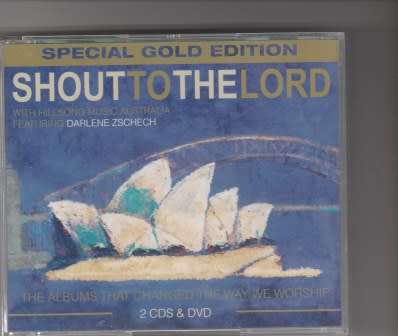 SPECIAL GOLD EDITION
SHOUTTOTHELORD
WITH HILLSONG MUSIC AUSTRALIA
FEATURING DARLENE ZSCHECH
THE ALBUMS THAT CHANGED THE WAY WE WORSHIP
2 CDS & DVD